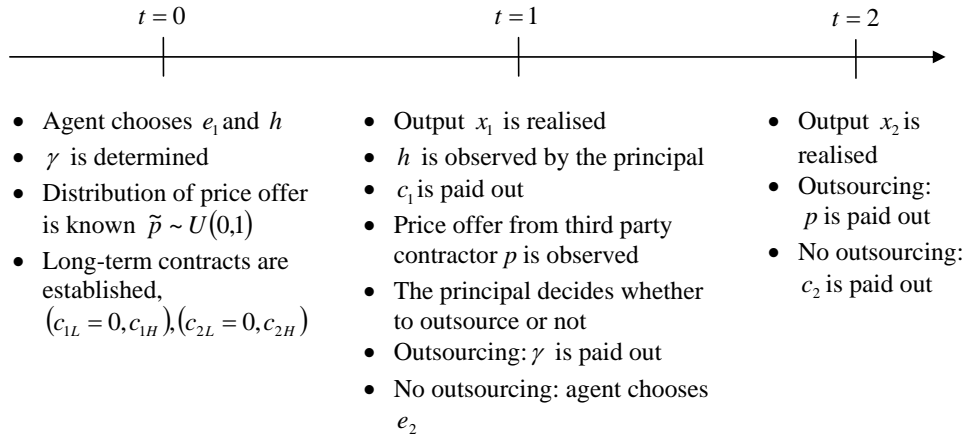 t = 0
t = 1
t = 2
• Agent chooses e₁ and h
• γ is determined
• Distribution of price offer
is known p̃ ~ U(0,1)
• Long-term contracts are
established,
(c₁L = 0, c₁H), (c₂L = 0, c₂H)
• Output x₁ is realised
• h is observed by the principal
• c₁ is paid out
• Price offer from third party
contractor p is observed
• The principal decides whether
to outsource or not
• Outsourcing: γ is paid out
• No outsourcing: agent chooses
e₂
• Output x₂ is
realised
• Outsourcing:
p is paid out
• No outsourcing:
c₂ is paid out